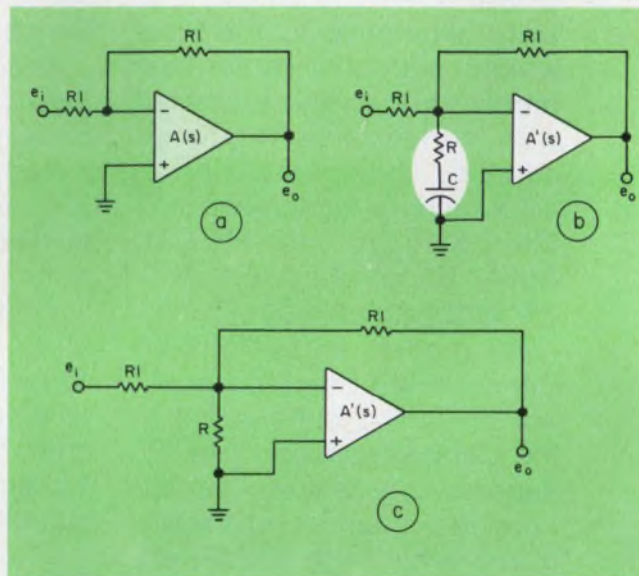 R1
R1
e_i
R1
−
A(s)
+
e_o
a
e_i
R1
−
R
A'(s)
C
+
e_o
b
R1
e_i
R1
−
A'(s)
R
+
e_o
c